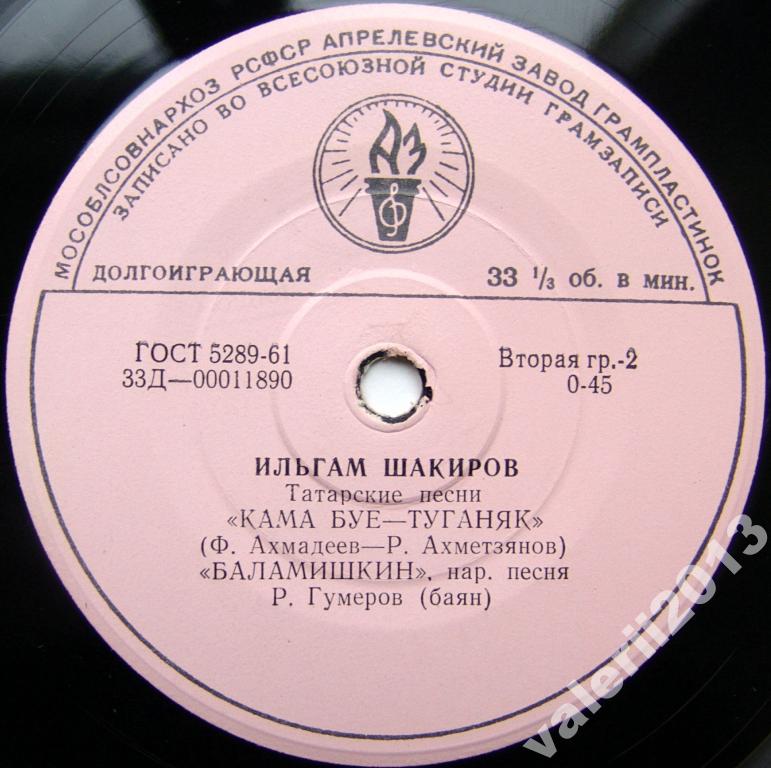 МОСОБЛСОВНАРХОЗ РСФСР АПРЕЛЕВСКИЙ ЗАВОД ГРАМПЛАСТИНОК
ЗАПИСАНО ВО ВСЕСОЮЗНОЙ СТУДИИ ГРАМЗАПИСИ
АЗ
ДОЛГОИГРАЮЩАЯ 33 1/3 об. в мин.
ГОСТ 5289-61 Вторая гр.-2
33Д—00011890 0-45
ИЛЬГАМ ШАКИРОВ
Татарские песни
«КАМА БУЕ—ТУГАНЯК»
(Ф. Ахмадеев—Р. Ахметзянов)
«БАЛАМИШКИН», нар. песня
Р. Гумеров (баян)
valerii2013